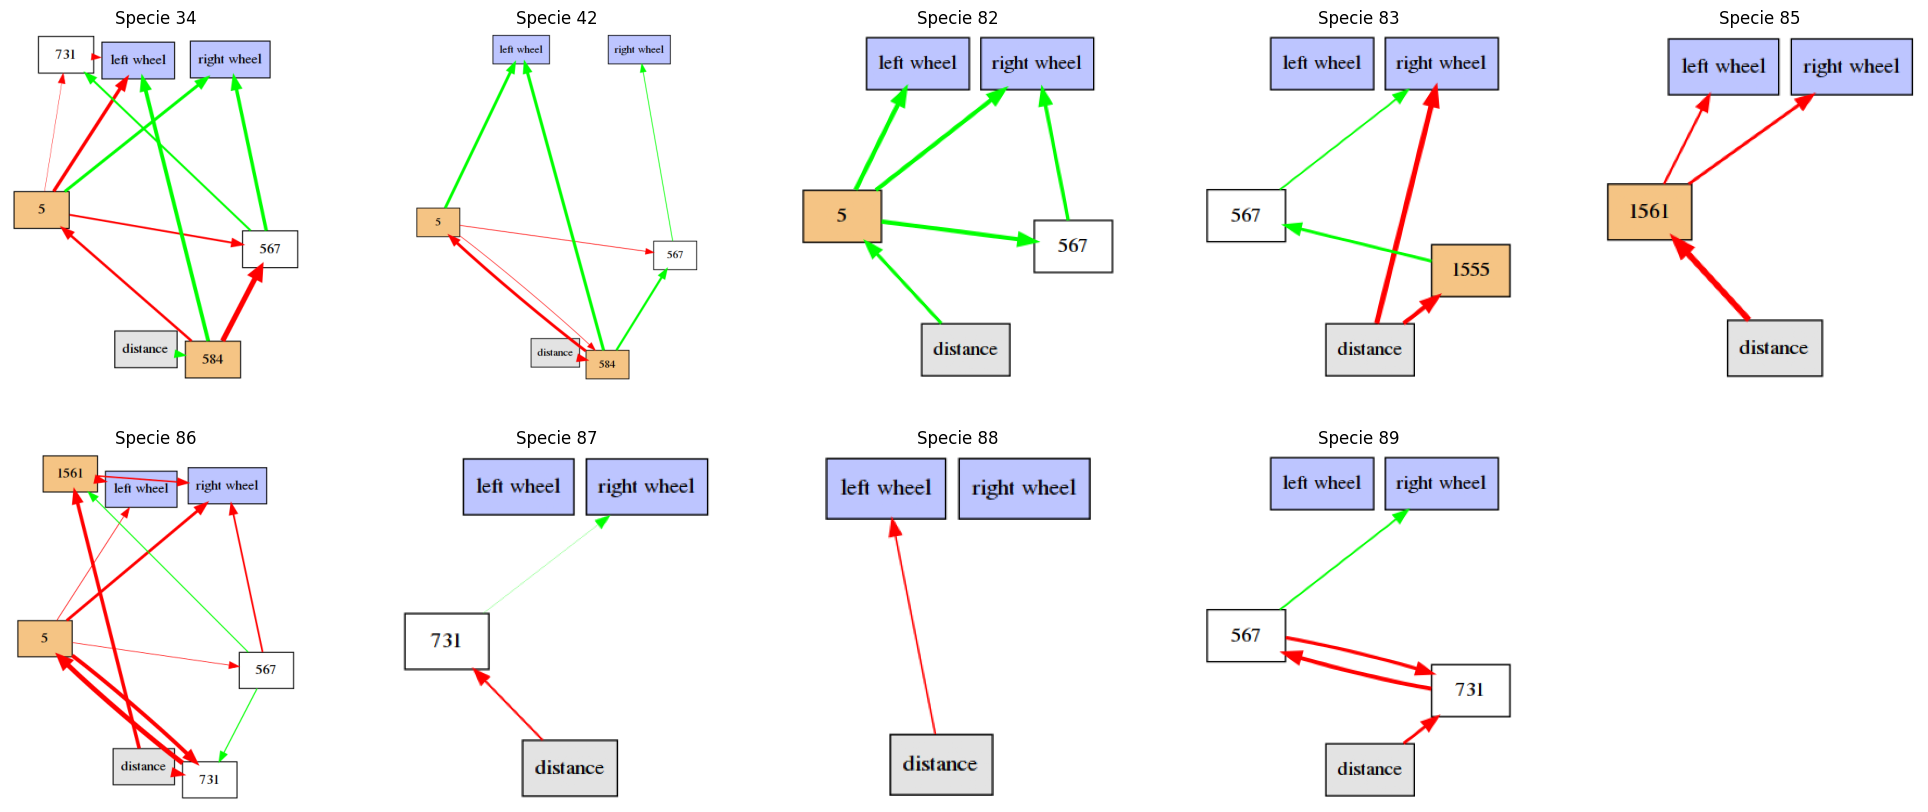 Specie 34
731
left wheel
right wheel
5
567
distance
584
Specie 42
left wheel
right wheel
5
567
distance
584
Specie 82
left wheel
right wheel
5
567
distance
Specie 83
left wheel
right wheel
567
1555
distance
Specie 85
left wheel
right wheel
1561
distance
Specie 86
1561
left wheel
right wheel
5
567
distance
731
Specie 87
left wheel
right wheel
731
distance
Specie 88
left wheel
right wheel
distance
Specie 89
left wheel
right wheel
567
731
distance